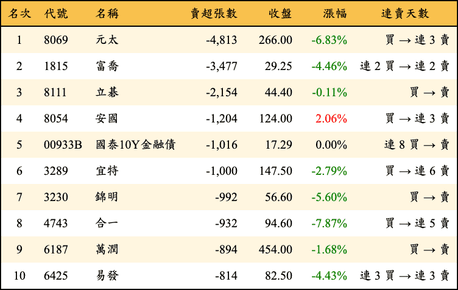 名次 代號 名稱 賣超張數 收盤 漲幅 連賣天數
1 8069 元太 -4,813 266.00 -6.83% 買 → 連 3 賣
2 1815 富喬 -3,477 29.25 -4.46% 連 2 買 → 連 2 賣
3 8111 立碁 -2,154 44.40 -0.11% 買 → 賣
4 8054 安國 -1,204 124.00 2.06% 買 → 連 3 賣
5 00933B 國泰10Y金融債 -1,016 17.29 0.00% 連 8 買 → 賣
6 3289 宜特 -1,000 147.50 -2.79% 買 → 連 6 賣
7 3230 錦明 -992 56.60 -5.60% 買 → 賣
8 4743 合一 -932 94.60 -7.87% 買 → 連 5 賣
9 6187 萬潤 -894 454.00 -1.68% 買 → 賣
10 6425 易發 -814 82.50 -4.43% 連 3 買 → 連 3 賣